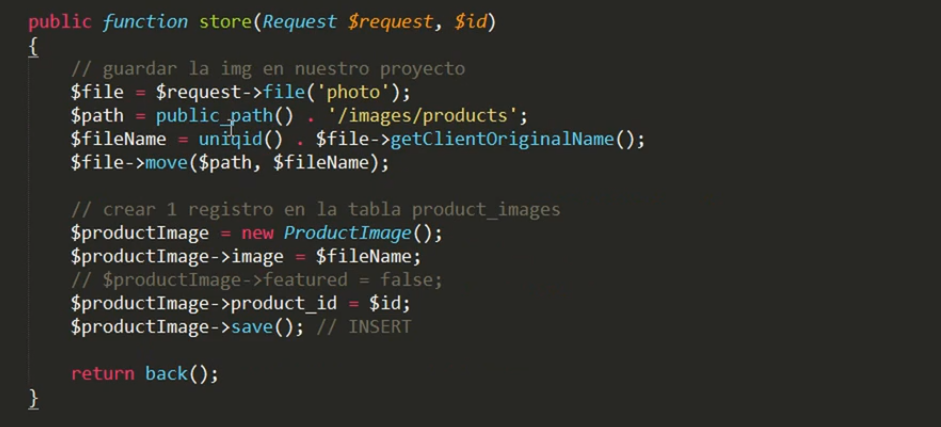 public function store(Request $request, $id)
{
    // guardar la img en nuestro proyecto
    $file = $request->file('photo');
    $path = public_path() . '/images/products';
    $fileName = uniqid() . $file->getClientOriginalName();
    $file->move($path, $fileName);

    // crear 1 registro en la tabla product_images
    $productImage = new ProductImage();
    $productImage->image = $fileName;
    // $productImage->featured = false;
    $productImage->product_id = $id;
    $productImage->save(); // INSERT

    return back();
}